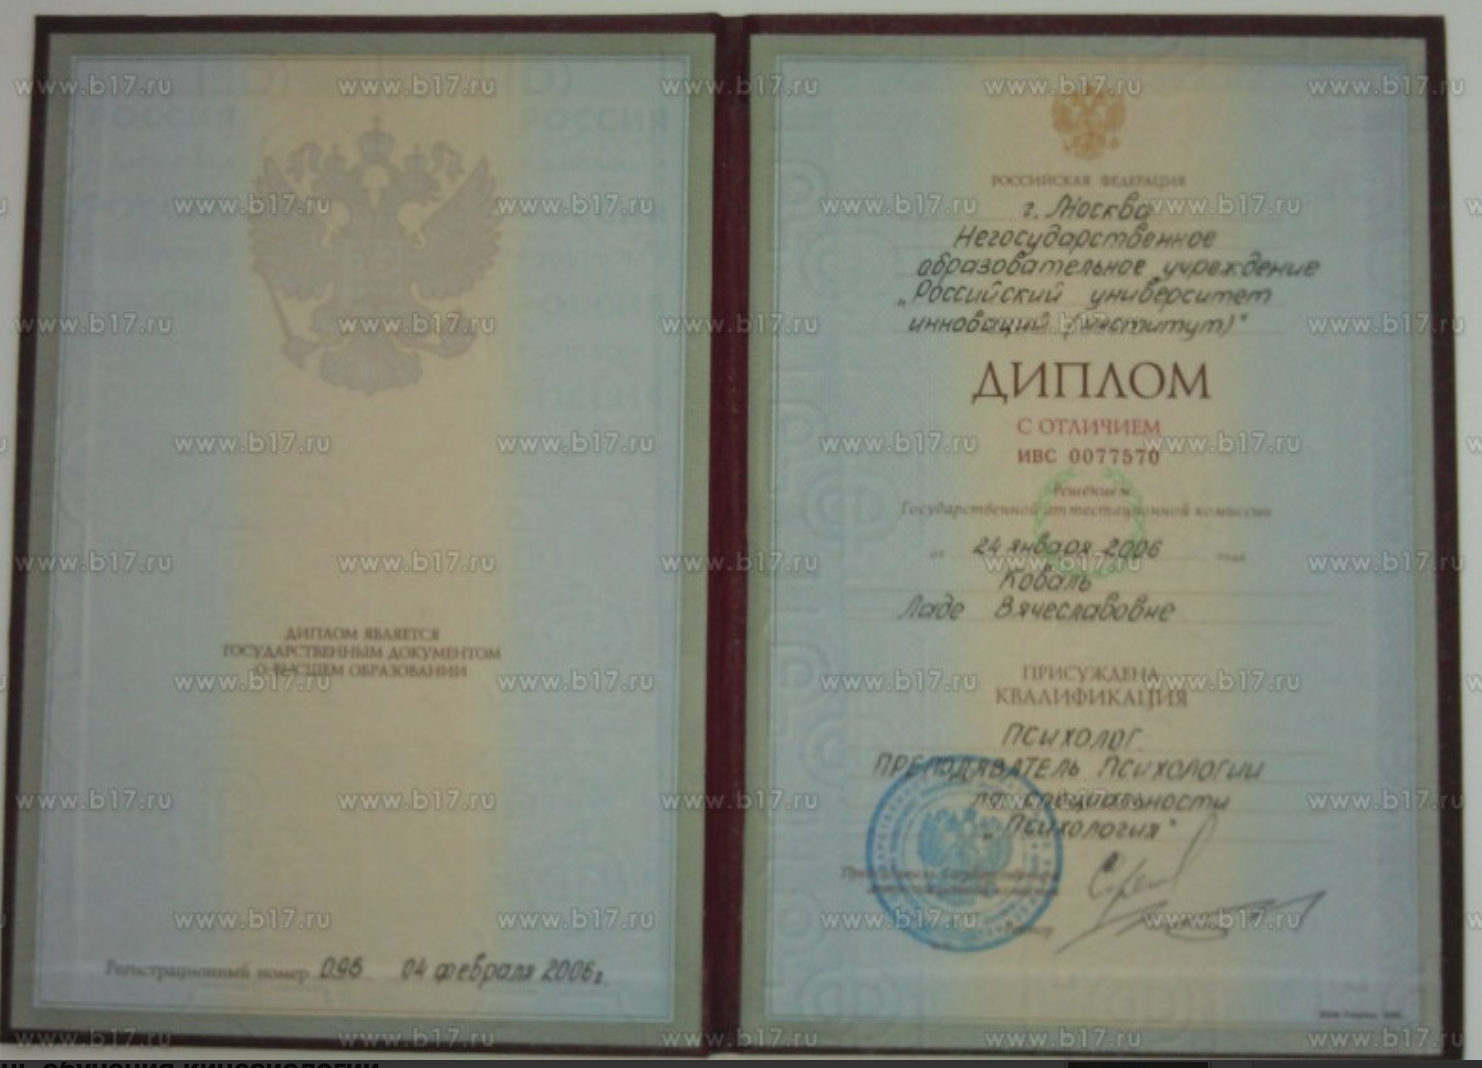 ДИПЛОМ ЯВЛЯЕТСЯ
ГОСУДАРСТВЕННЫМ ДОКУМЕНТОМ
О ВЫСШЕМ ОБРАЗОВАНИИ
Регистрационный номер 096 04 февраля 2006г.
РОССИЙСКАЯ ФЕДЕРАЦИЯ
г. Москва
Негосударственное
образовательное учреждение
„Российский университет
инноваций (институт)"
ДИПЛОМ
С ОТЛИЧИЕМ
ИВС 0077570
Решением
Государственной аттестационной комиссии
от 24 января 2006 года
Коваль
Ладе Вячеславовне
ПРИСУЖДЕНА
КВАЛИФИКАЦИЯ
ПСИХОЛОГ.
ПРЕПОДАВАТЕЛЬ ПСИХОЛОГИИ
по специальности
„Психология"
www.b17.ru